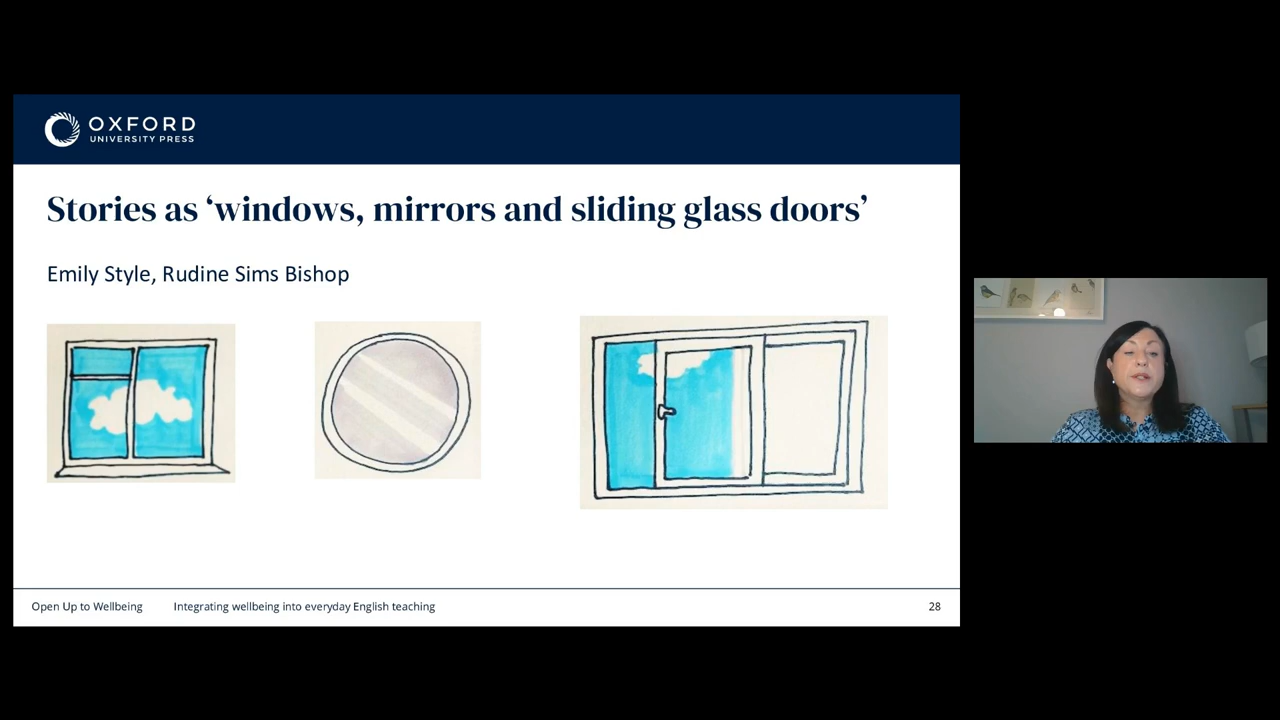 OXFORD
UNIVERSITY PRESS
Stories as ‘windows, mirrors and sliding glass doors’
Emily Style, Rudine Sims Bishop
Open Up to Wellbeing Integrating wellbeing into everyday English teaching 28